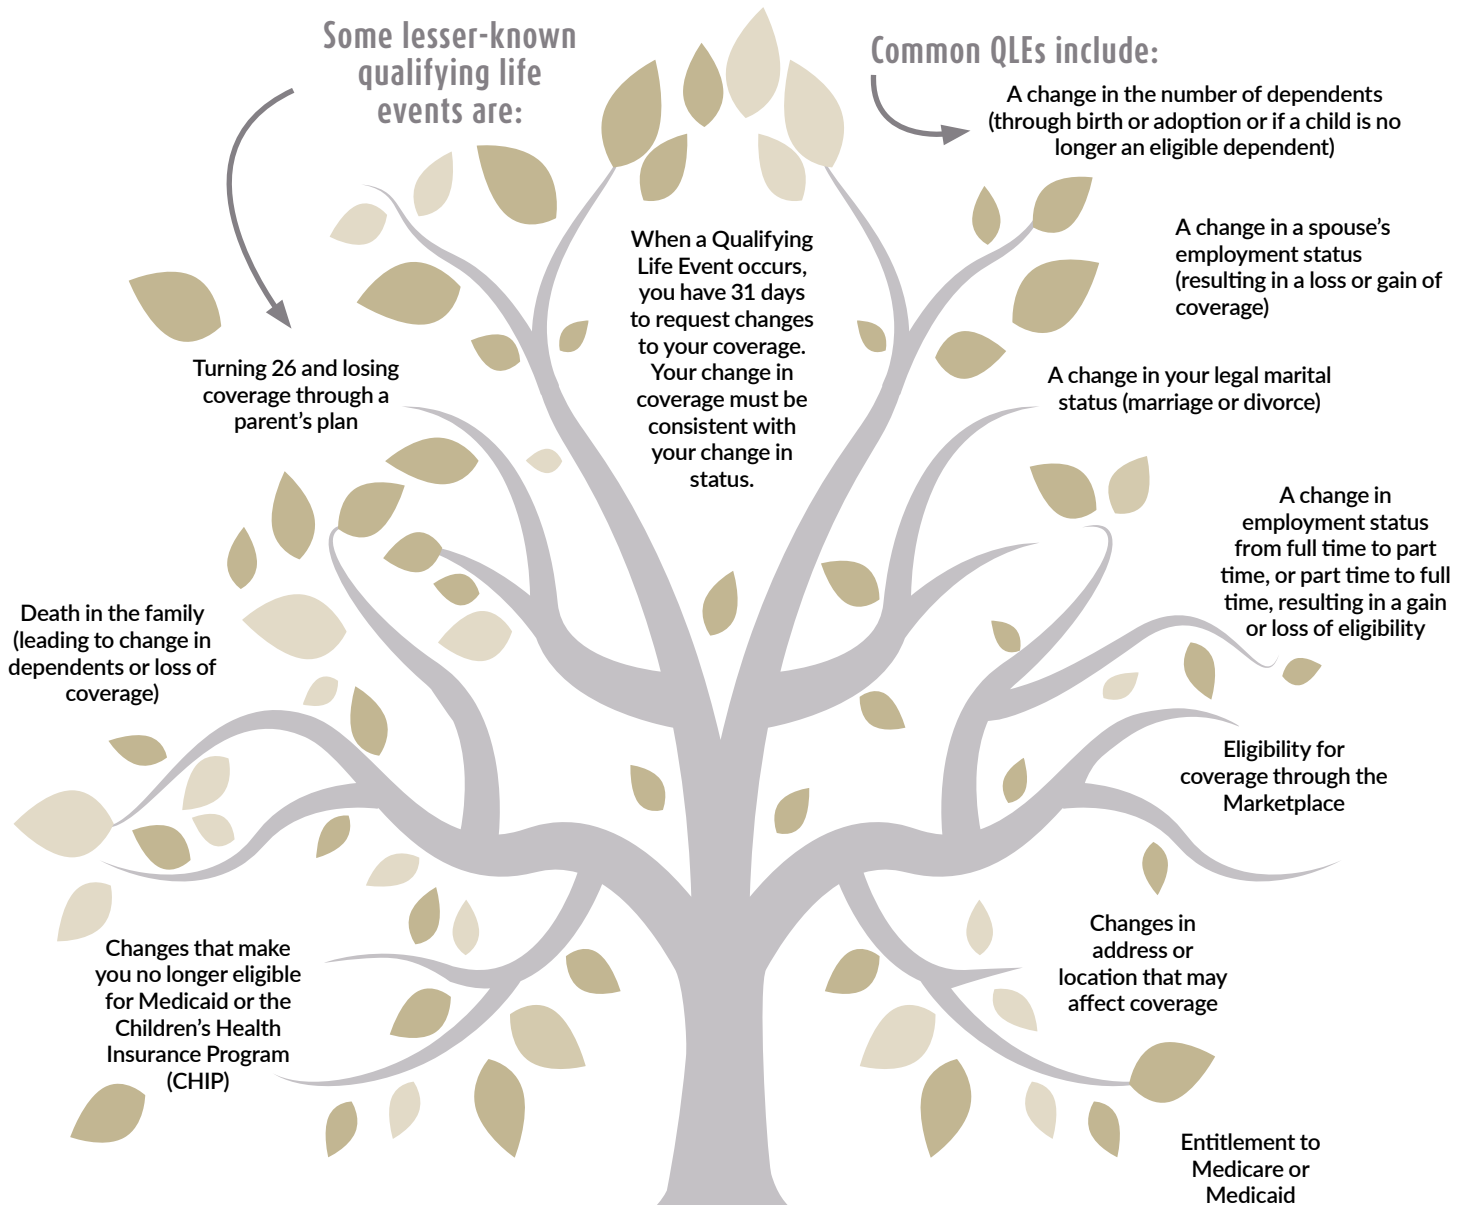 Some lesser-known
qualifying life
events are:
Turning 26 and losing
coverage through a
parent’s plan
Death in the family
(leading to change in
dependents or loss of
coverage)
Changes that make
you no longer eligible
for Medicaid or the
Children’s Health
Insurance Program
(CHIP)
When a Qualifying
Life Event occurs,
you have 31 days
to request changes
to your coverage.
Your change in
coverage must be
consistent with
your change in
status.
Common QLEs include:
A change in the number of dependents
(through birth or adoption or if a child is no
longer an eligible dependent)
A change in a spouse’s
employment status
(resulting in a loss or gain of
coverage)
A change in your legal marital
status (marriage or divorce)
A change in
employment status
from full time to part
time, or part time to full
time, resulting in a gain
or loss of eligibility
Eligibility for
coverage through the
Marketplace
Changes in
address or
location that may
affect coverage
Entitlement to
Medicare or
Medicaid